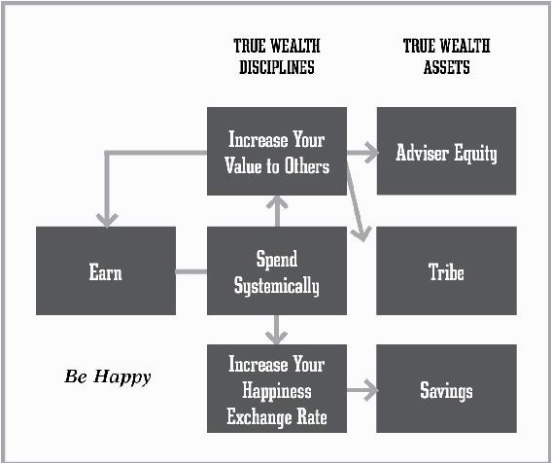 TRUE WEALTH
DISCIPLINES
TRUE WEALTH
ASSETS
Increase Your
Value to Others
Adviser Equity
Earn
Spend
Systemically
Tribe
Be Happy
Increase Your
Happiness
Exchange Rate
Savings